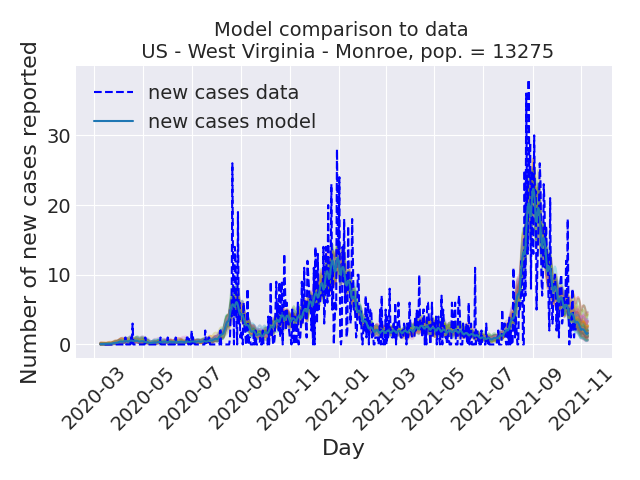 Model comparison to data
US - West Virginia - Monroe, pop. = 13275
Number of new cases reported
new cases data
new cases model
30
20
10
0
2020-03
2020-05
2020-07
2020-09
2020-11
2021-01
2021-03
2021-05
2021-07
2021-09
2021-11
Day